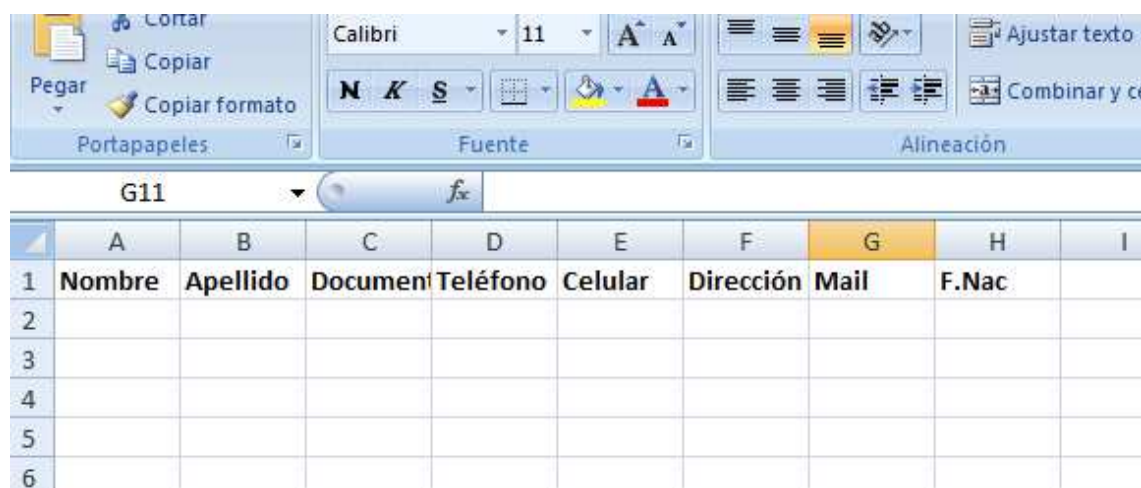 Cortar
Calibri 11 A A Ajustar texto
Copiar
Pegar
N K S A Combinar y ce
Copiar formato
Portapapeles Fuente Alineación
G11 fx
A B C D E F G H I
1 Nombre Apellido Document Teléfono Celular Dirección Mail F.Nac
2
3
4
5
6